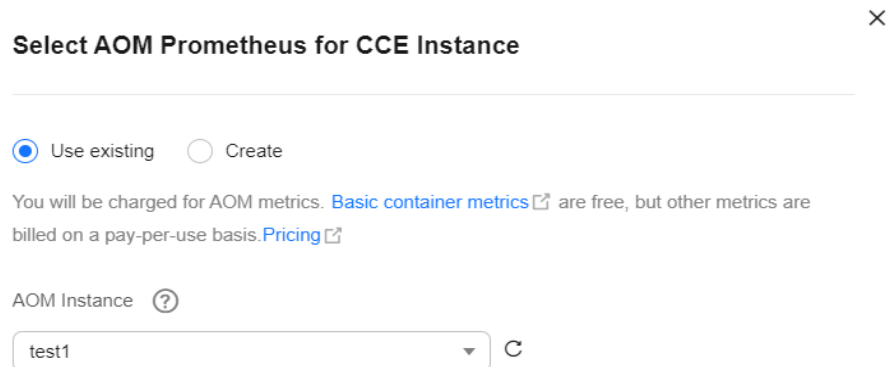 Select AOM Prometheus for CCE Instance
Use existing Create
You will be charged for AOM metrics. Basic container metrics are free, but other metrics are
billed on a pay-per-use basis.Pricing
AOM Instance ?
test1